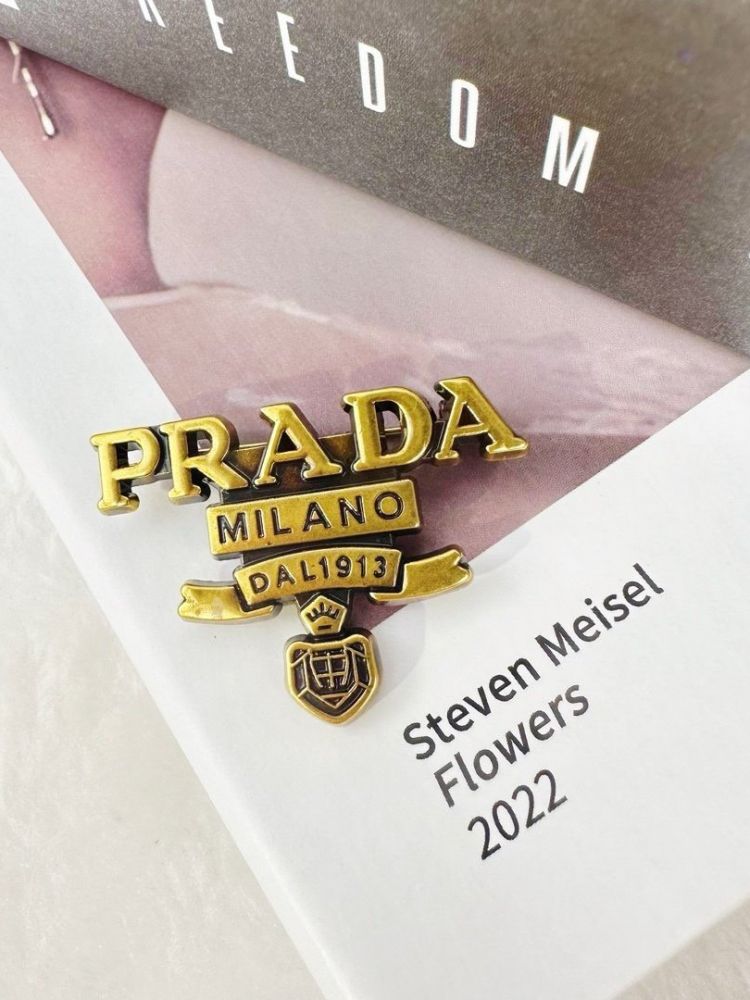 REEDOM
PRADA
MILANO
DAL1913
Steven Meisel
Flowers
2022